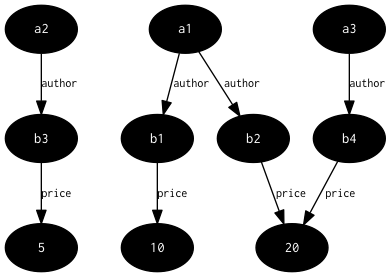 a2 a1 a3
author author author author
b3 b1 b2 b4
price price price price
5 10 20